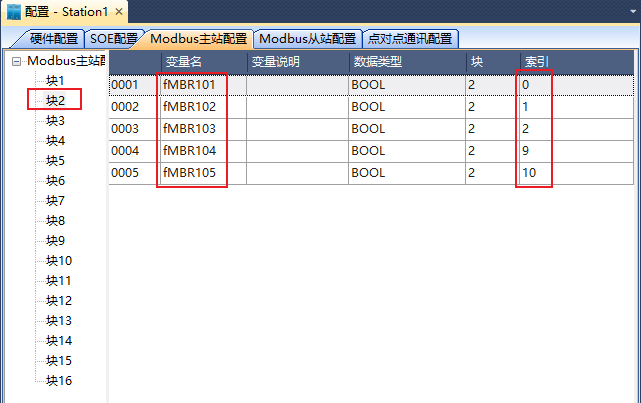 配置 - Station1 ×
硬件配置 SOE配置 Modbus主站配置 Modbus从站配置 点对点通讯配置
Modbus主站配
块1
块2
块3
块4
块5
块6
块7
块8
块9
块10
块11
块12
块13
块14
块15
块16
变量名 变量说明 数据类型 块 索引
0001 fMBR101 BOOL 2 0
0002 fMBR102 BOOL 2 1
0003 fMBR103 BOOL 2 2
0004 fMBR104 BOOL 2 9
0005 fMBR105 BOOL 2 10